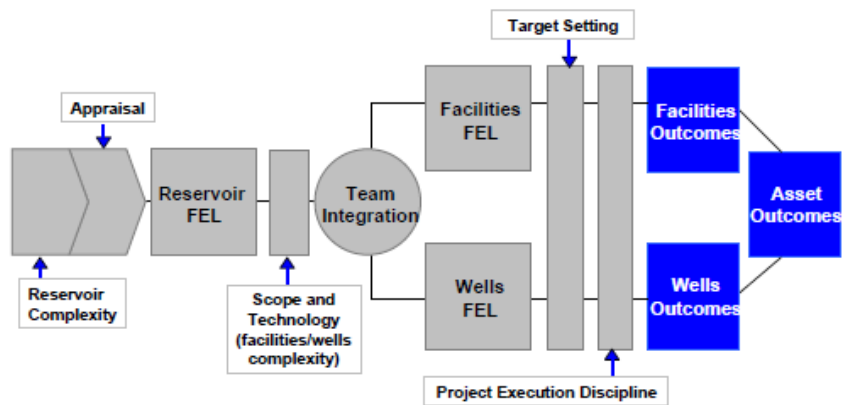 Target Setting
Appraisal
Facilities
FEL
Facilities
Outcomes
Reservoir
FEL
Team
Integration
Asset
Outcomes
Reservoir
Complexity
Scope and
Technology
(facilities/wells
complexity)
Wells
FEL
Wells
Outcomes
Project Execution Discipline